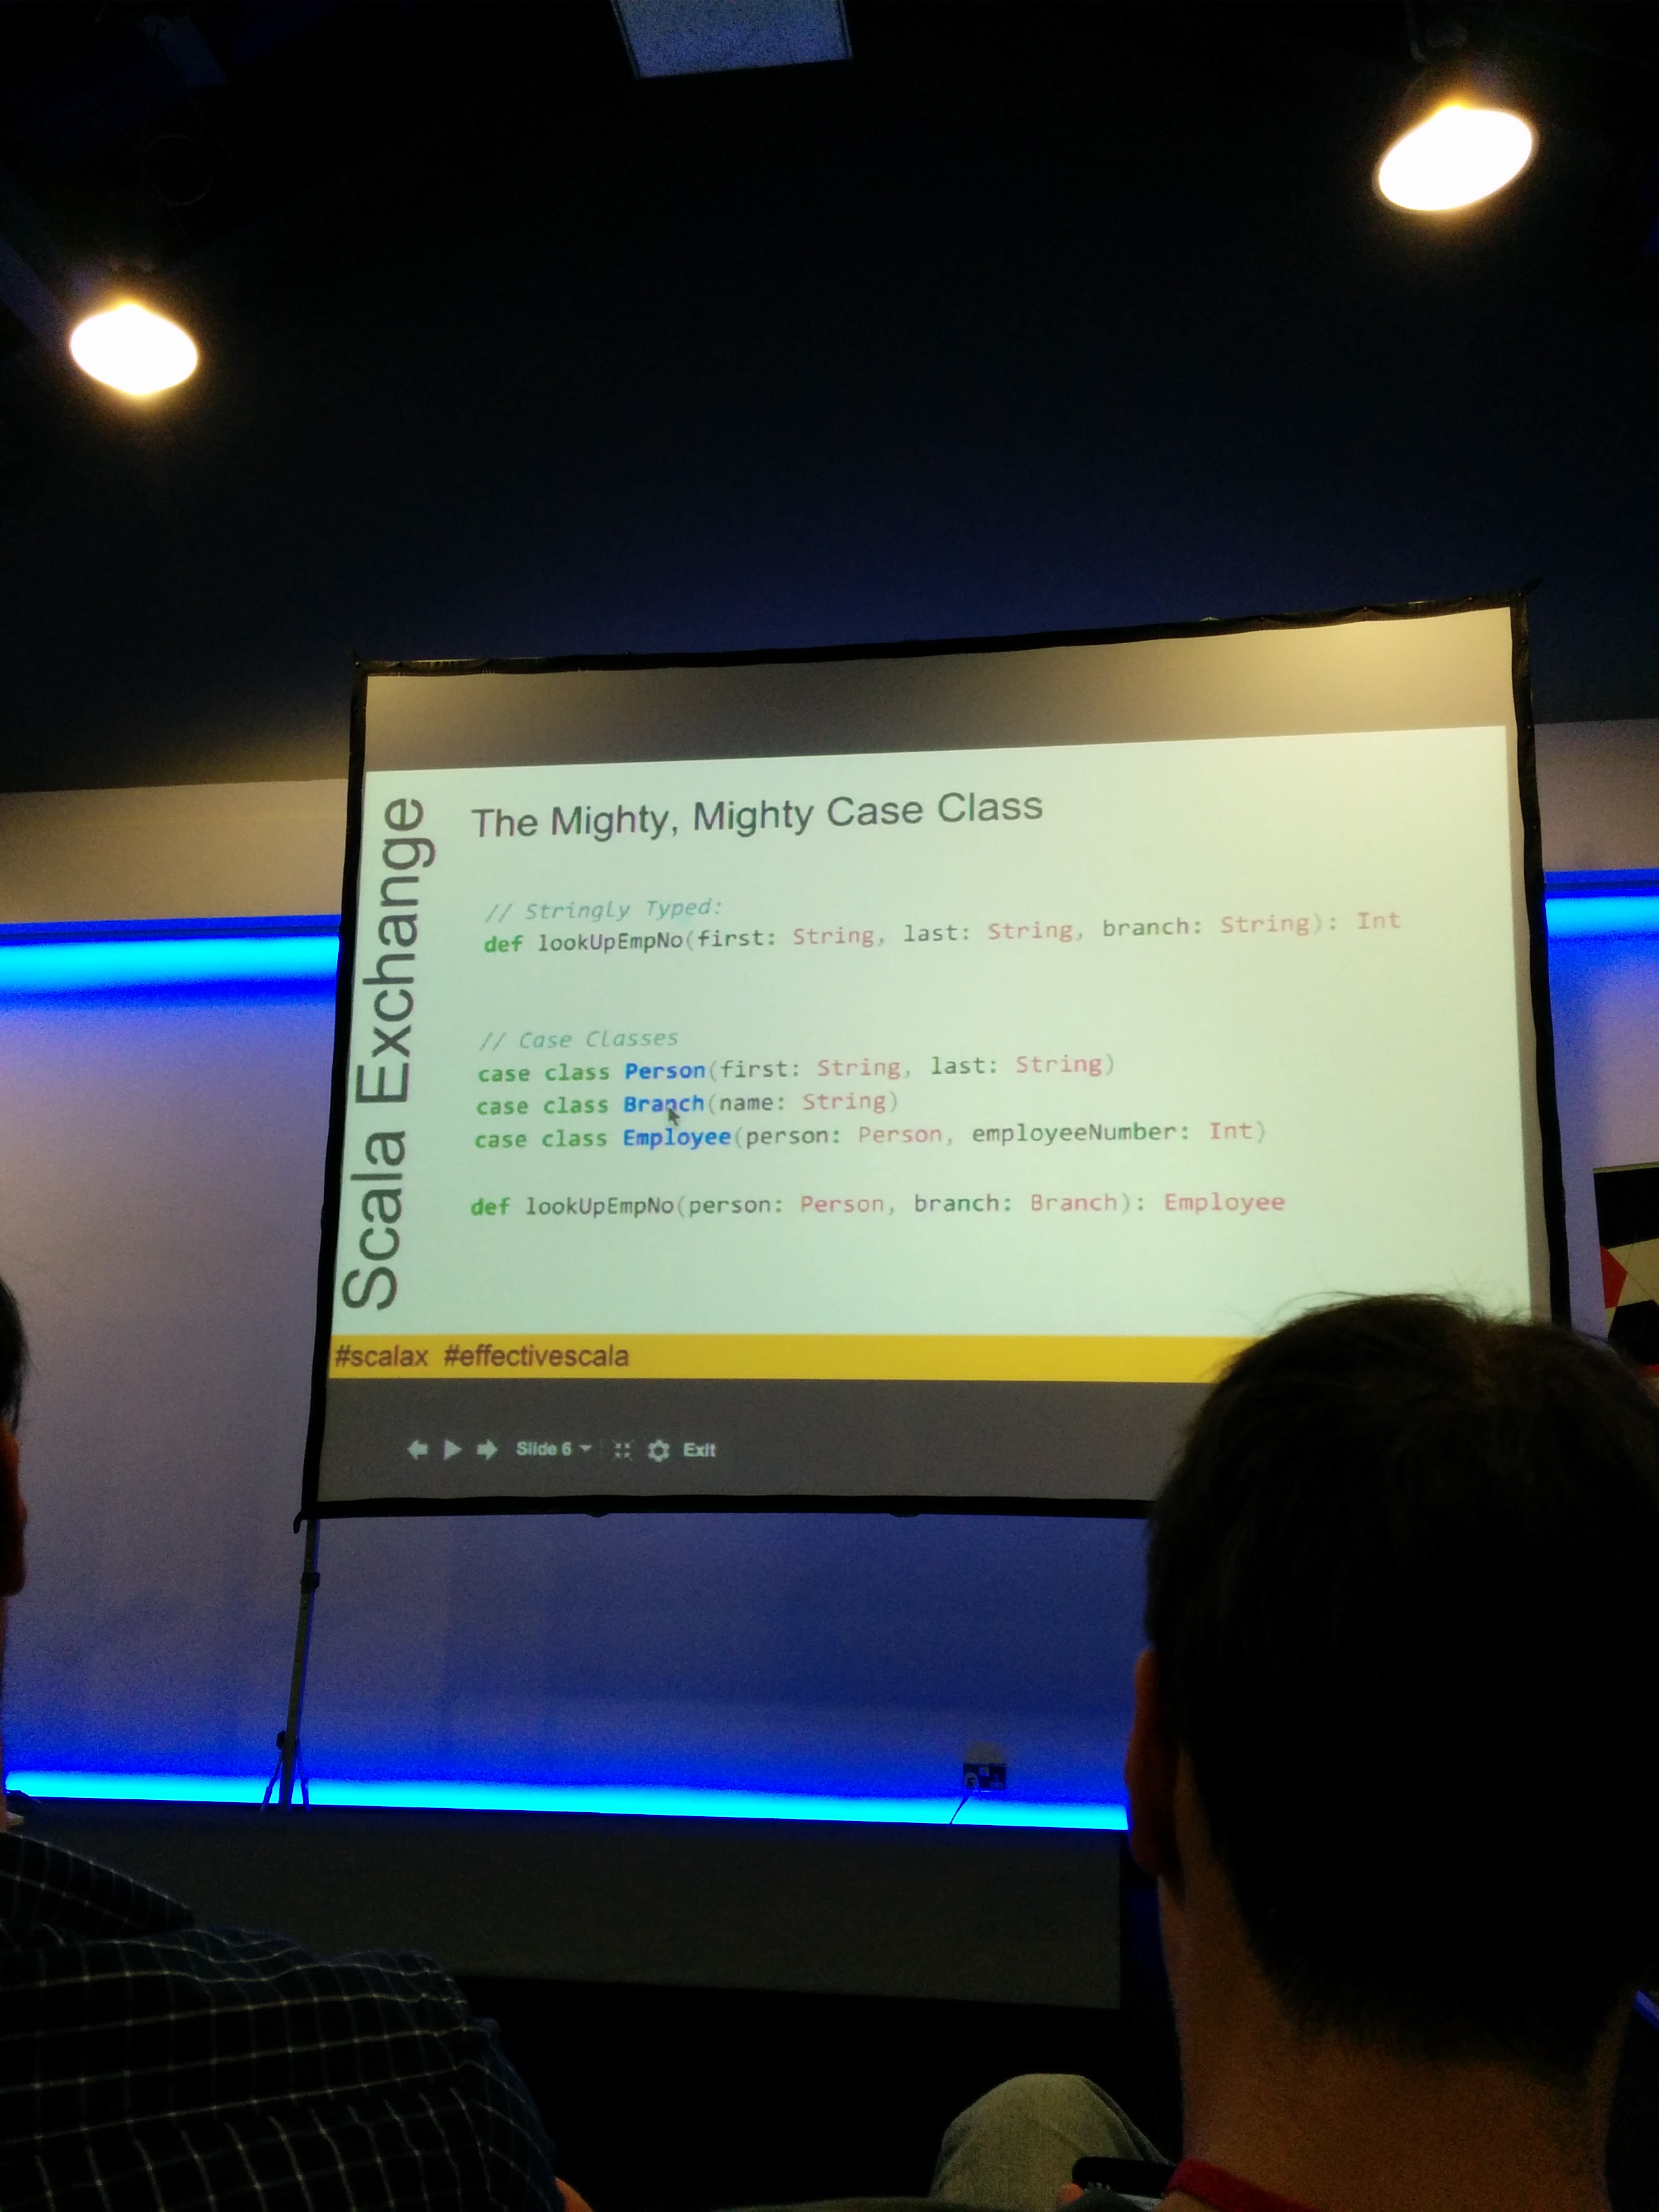 Scala Exchange
The Mighty, Mighty Case Class
// Stringly Typed:
def lookUpEmpNo(first: String, last: String, branch: String): Int
// Case Classes
case class Person(first: String, last: String)
case class Branch(name: String)
case class Employee(person: Person, employeeNumber: Int)
def lookUpEmpNo(person: Person, branch: Branch): Employee
#scalax #effectivescala
Slide 6
Exit